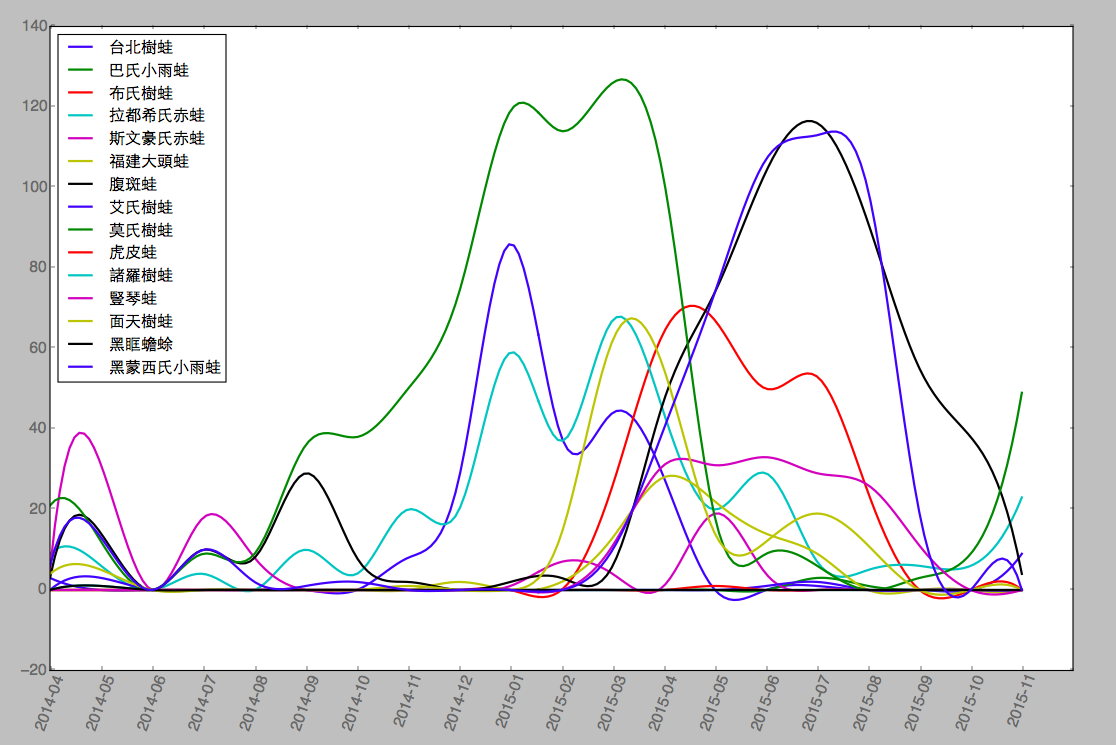 140
120
100
80
60
40
20
0
−20
台北樹蛙
巴氏小雨蛙
布氏樹蛙
拉都希氏赤蛙
斯文豪氏赤蛙
福建大頭蛙
腹斑蛙
艾氏樹蛙
莫氏樹蛙
虎皮蛙
諸羅樹蛙
豎琴蛙
面天樹蛙
黑眶蟾蜍
黑蒙西氏小雨蛙
2014-04
2014-05
2014-06
2014-07
2014-08
2014-09
2014-10
2014-11
2014-12
2015-01
2015-02
2015-03
2015-04
2015-05
2015-06
2015-07
2015-08
2015-09
2015-10
2015-11